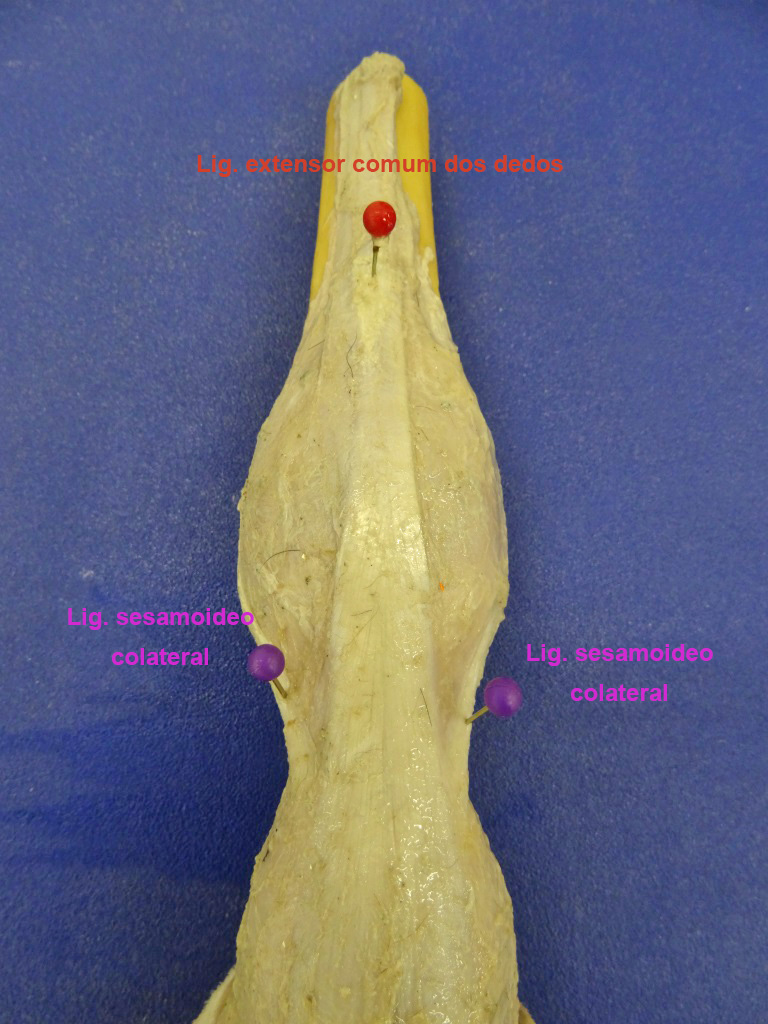 Lig. extensor comum dos dedos
Lig. sesamoideo
colateral
Lig. sesamoideo
colateral